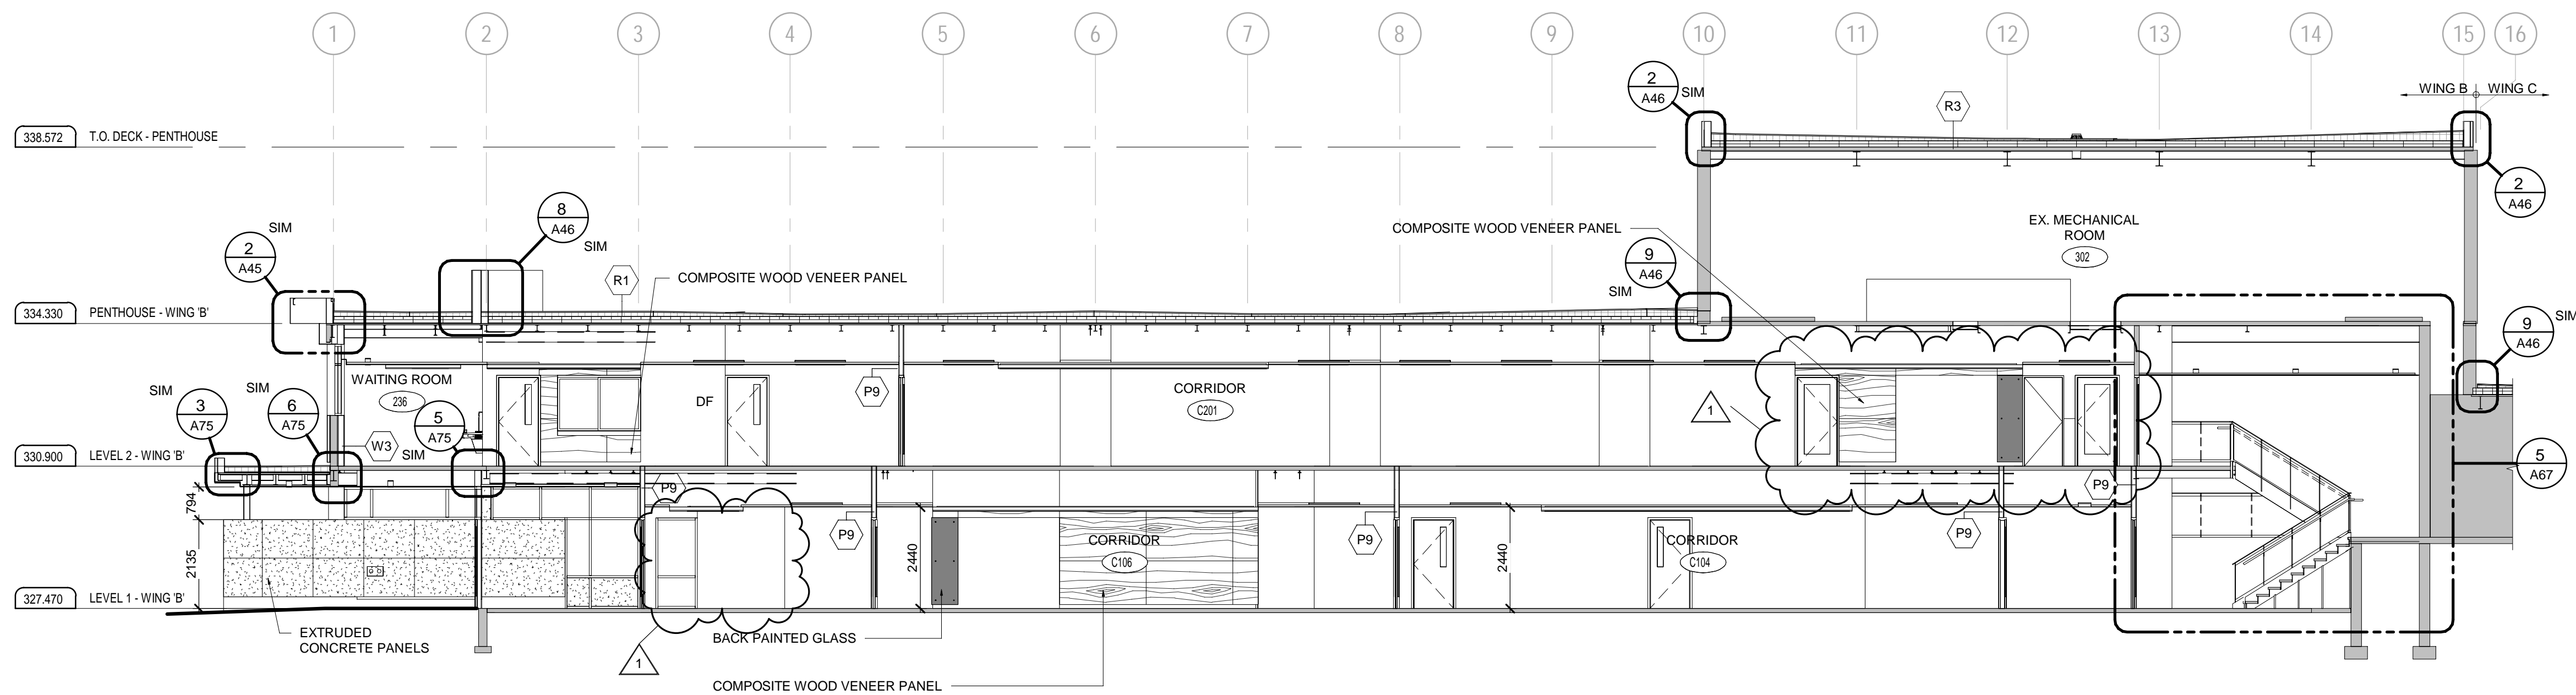 1 2 3 4 5 6 7 8 9 10 11 12 13 14 15 16
WING B WING C
2
A46
SIM
R3
338.572 T.O. DECK - PENTHOUSE
2
A46
8
A46
SIM
SIM
2
A45
EX. MECHANICAL
ROOM
302
COMPOSITE WOOD VENEER PANEL
9
A46
SIM
R1
COMPOSITE WOOD VENEER PANEL
334.330 PENTHOUSE - WING 'B'
9
A46
SIM
WAITING ROOM
236
SIM
3
A75
SIM
6
A75
5
A75
SIM
W3
DF
P9
CORRIDOR
C201
1
330.900 LEVEL 2 - WING 'B'
5
A67
794
2135
P9
P9
2440
CORRIDOR
C106
P9
2440
CORRIDOR
C104
P9
P9
327.470 LEVEL 1 - WING 'B'
EXTRUDED
CONCRETE PANELS
1
BACK PAINTED GLASS
COMPOSITE WOOD VENEER PANEL